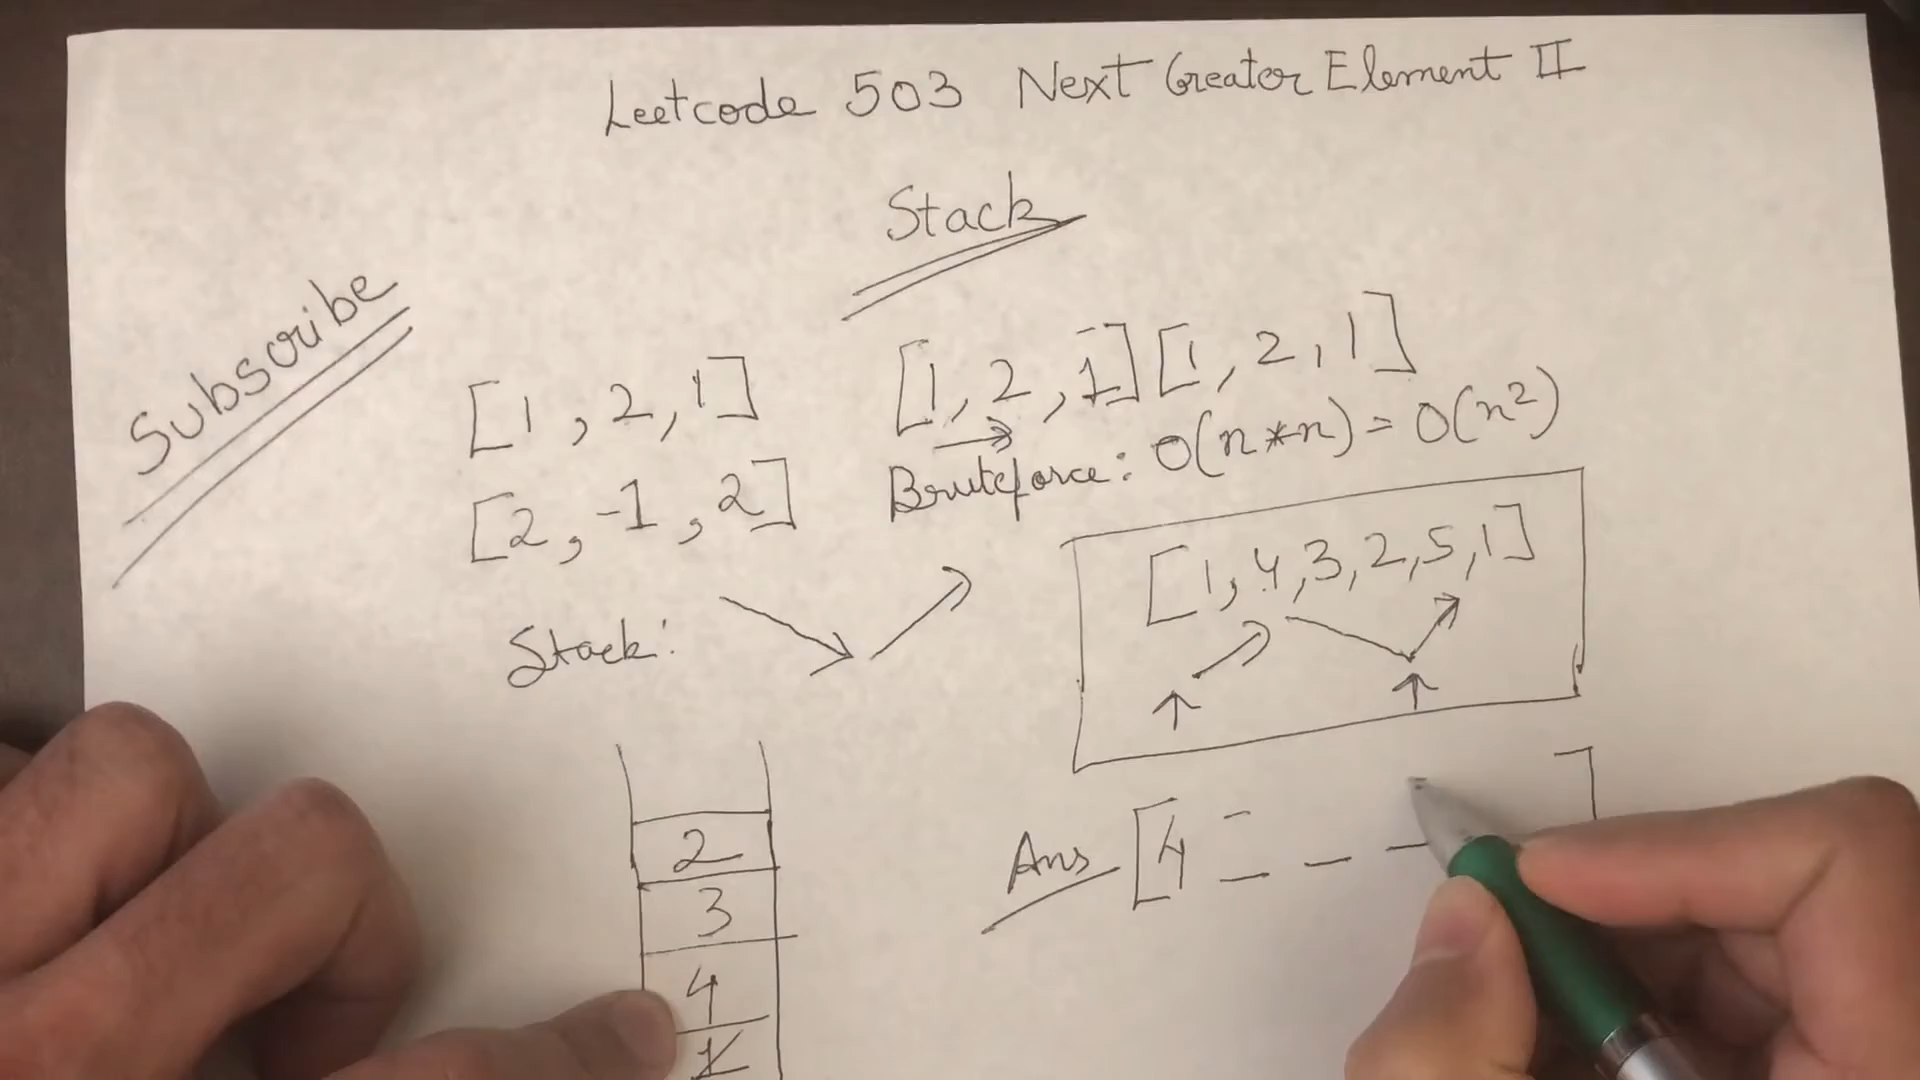 Leetcode 503 Next Greator Element II
Stack
Subscribe
[1, 2, 1] [1, 2, 1] [1, 2, 1]
Bruteforce: O(n*n) = O(n²)
[2, -1, 2]
[1, 4, 3, 2, 5, 1]
Stack:
2
3
4
1
Ans [4 _ _ _ ]